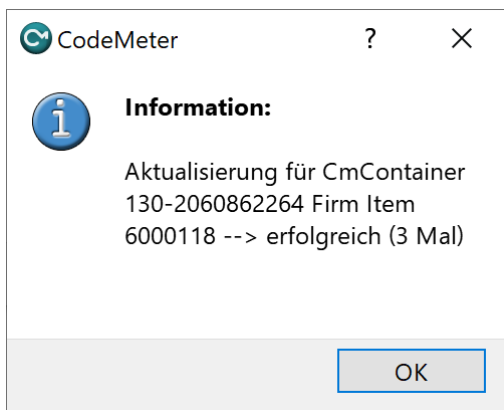 CodeMeter ?
Information:
Aktualisierung für CmContainer
130-2060862264 Firm Item
6000118 --> erfolgreich (3 Mal)
OK